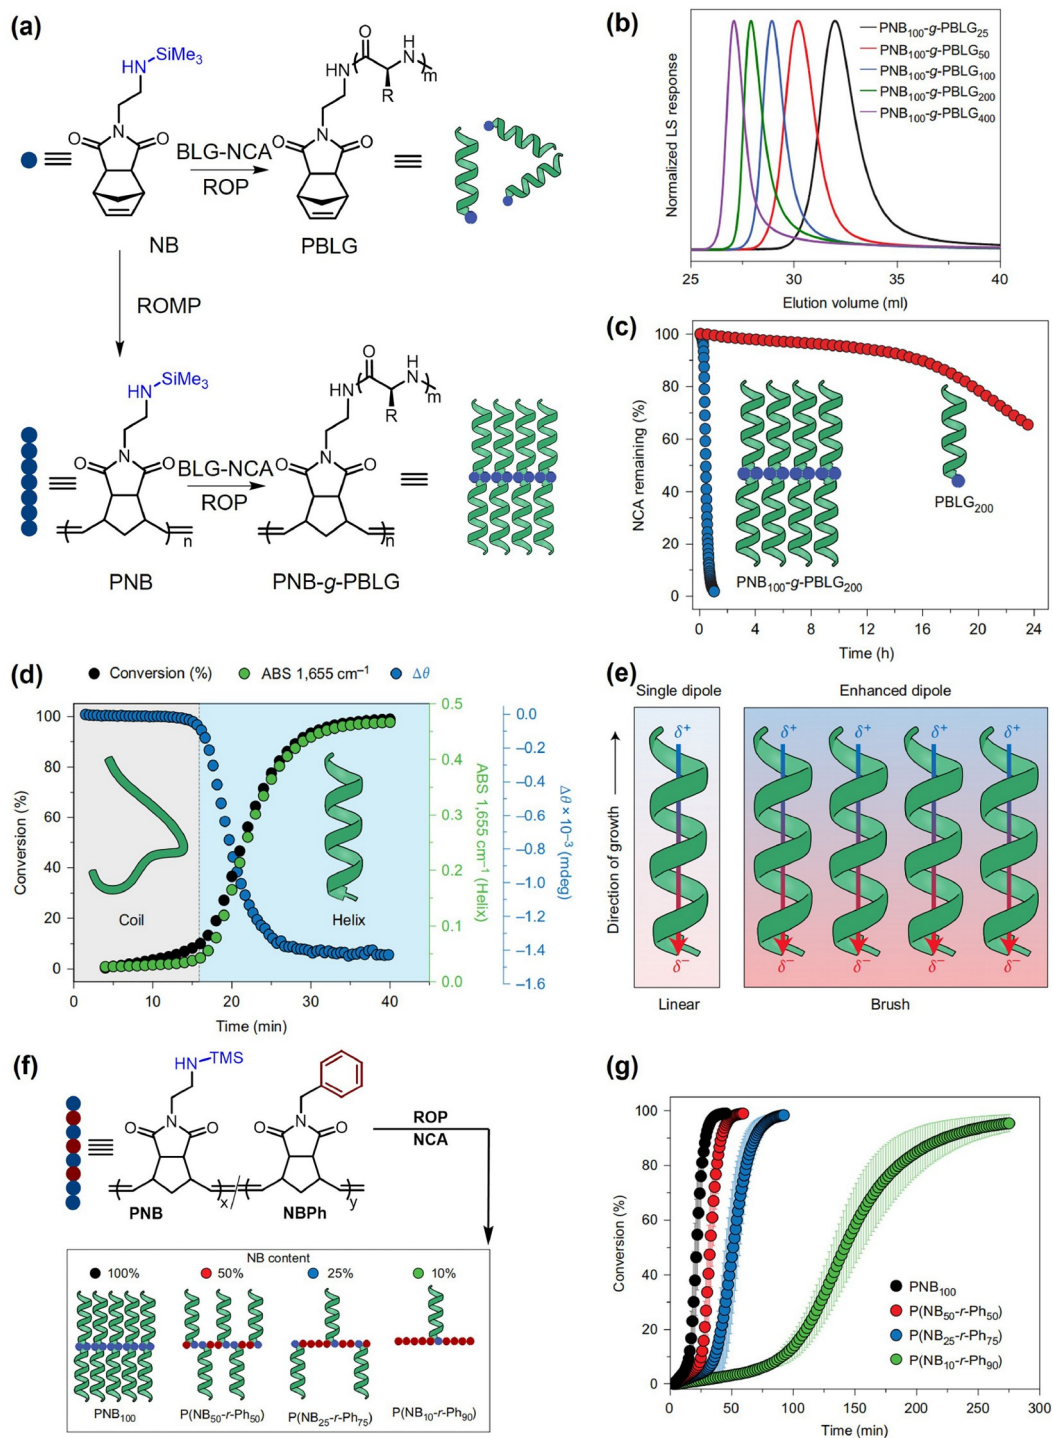 (a)
SiMe3
HN
N
O
O
NB
BLG-NCA
ROP
O
H
N
HN
m
R
N
O
O
PBLG
ROMP
SiMe3
HN
N
O
O
n
PNB
BLG-NCA
ROP
O
H
N
HN
m
R
N
O
O
n
PNB-g-PBLG
(b)
Normalized LS response
PNB100-g-PBLG25
PNB100-g-PBLG50
PNB100-g-PBLG100
PNB100-g-PBLG200
PNB100-g-PBLG400
25 30 35 40
Elution volume (ml)
(c)
NCA remaining (%)
100
80
60
40
20
0
PNB100-g-PBLG200
PBLG200
0 4 8 12 16 20 24
Time (h)
(d)
Conversion (%) ABS 1,655 cm−1 Δθ
Conversion (%)
100
80
60
40
20
0
Coil
Helix
0 10 20 30 40
Time (min)
0.5
0.4
0.3
0.2
0.1
0.0
ABS 1,655 cm−1 (Helix)
0.0
−0.2
−0.4
−0.6
−0.8
−1.0
−1.2
−1.4
−1.6
Δθ × 10−3 (mdeg)
(e)
Single dipole Enhanced dipole
Direction of growth
δ+ δ+ δ+ δ+ δ+
δ− δ− δ− δ− δ−
Linear Brush
(f)
HN TMS
N
O
O
x
PNB
N
O
O
y
NBPh
ROP
NCA
NB content
100% 50% 25% 10%
PNB100 P(NB50-r-Ph50) P(NB25-r-Ph75) P(NB10-r-Ph90)
(g)
Conversion (%)
100
80
60
40
20
0
PNB100
P(NB50-r-Ph50)
P(NB25-r-Ph75)
P(NB10-r-Ph90)
0 50 100 150 200 250 300
Time (min)